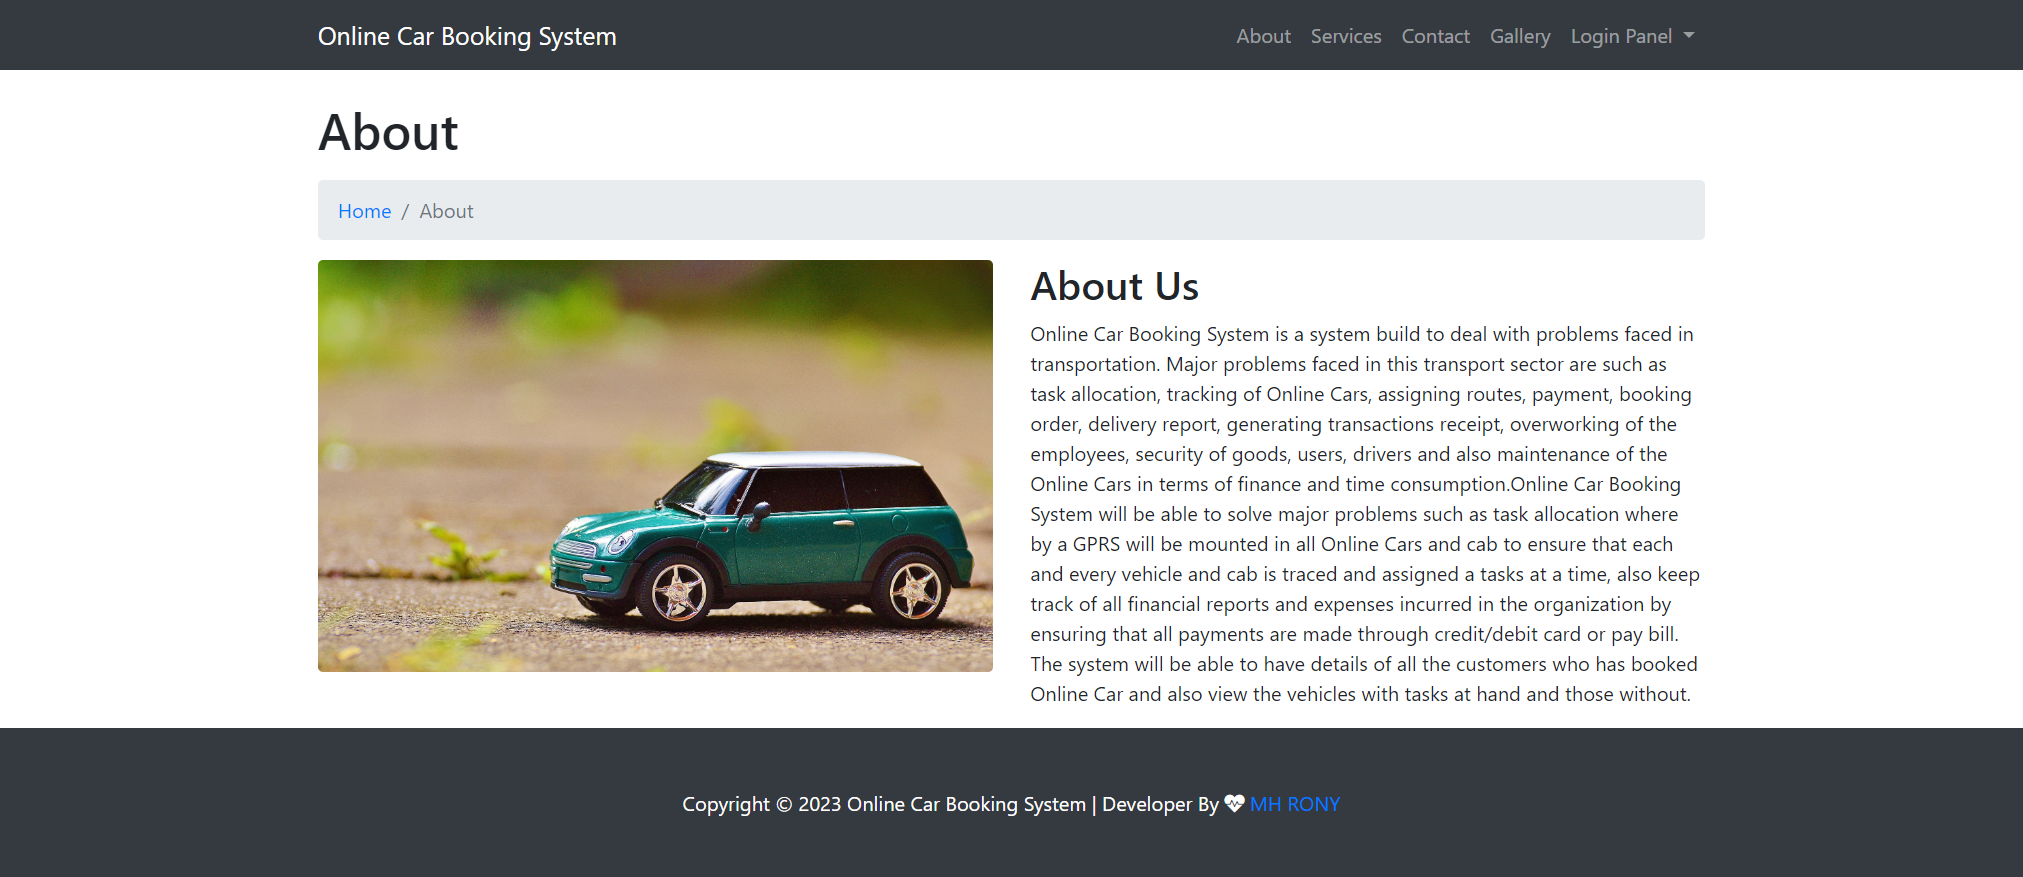 Online Car Booking System
About Services Contact Gallery Login Panel
About
Home / About
About Us
Online Car Booking System is a system build to deal with problems faced in
transportation. Major problems faced in this transport sector are such as
task allocation, tracking of Online Cars, assigning routes, payment, booking
order, delivery report, generating transactions receipt, overworking of the
employees, security of goods, users, drivers and also maintenance of the
Online Cars in terms of finance and time consumption.Online Car Booking
System will be able to solve major problems such as task allocation where
by a GPRS will be mounted in all Online Cars and cab to ensure that each
and every vehicle and cab is traced and assigned a tasks at a time, also keep
track of all financial reports and expenses incurred in the organization by
ensuring that all payments are made through credit/debit card or pay bill.
The system will be able to have details of all the customers who has booked
Online Car and also view the vehicles with tasks at hand and those without.
Copyright © 2023 Online Car Booking System | Developer By MH RONY